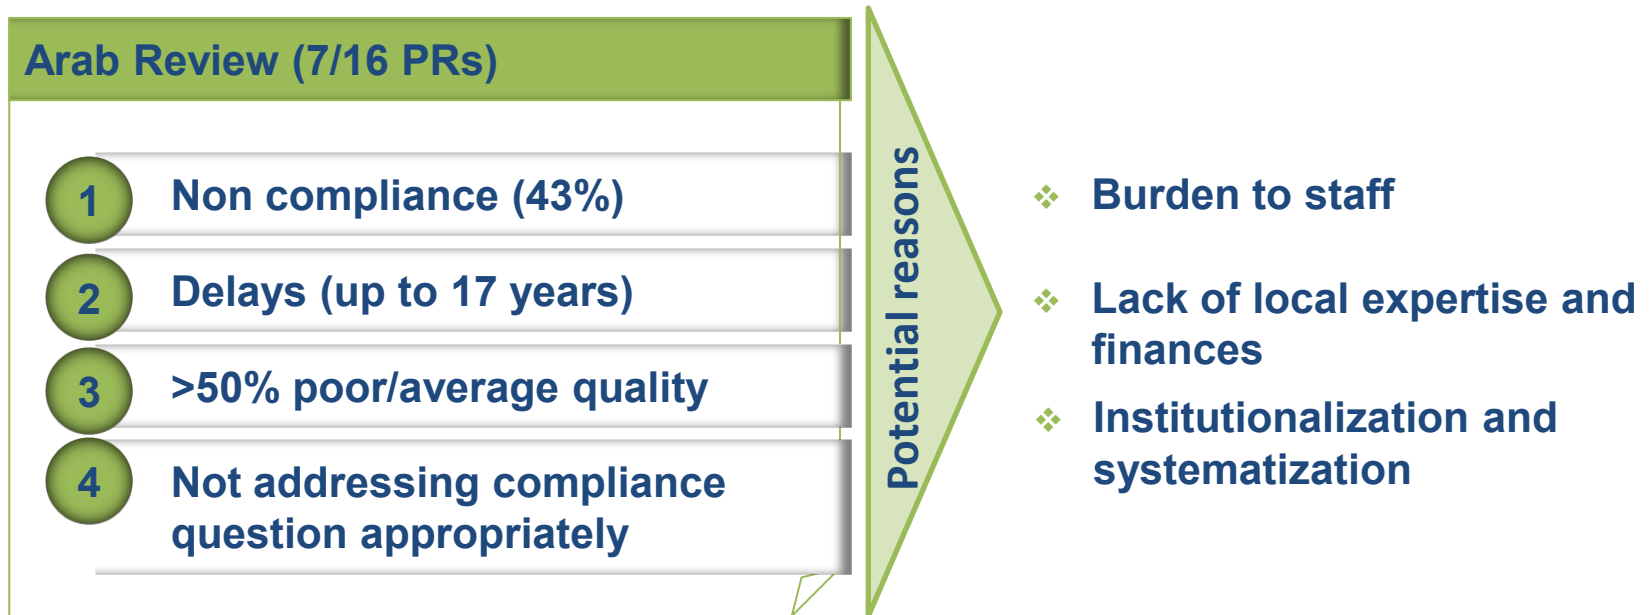 Arab Review (7/16 PRs)
1 Non compliance (43%)
2 Delays (up to 17 years)
3 >50% poor/average quality
4 Not addressing compliance
question appropriately
Potential reasons
❖ Burden to staff
❖ Lack of local expertise and
finances
❖ Institutionalization and
systematization